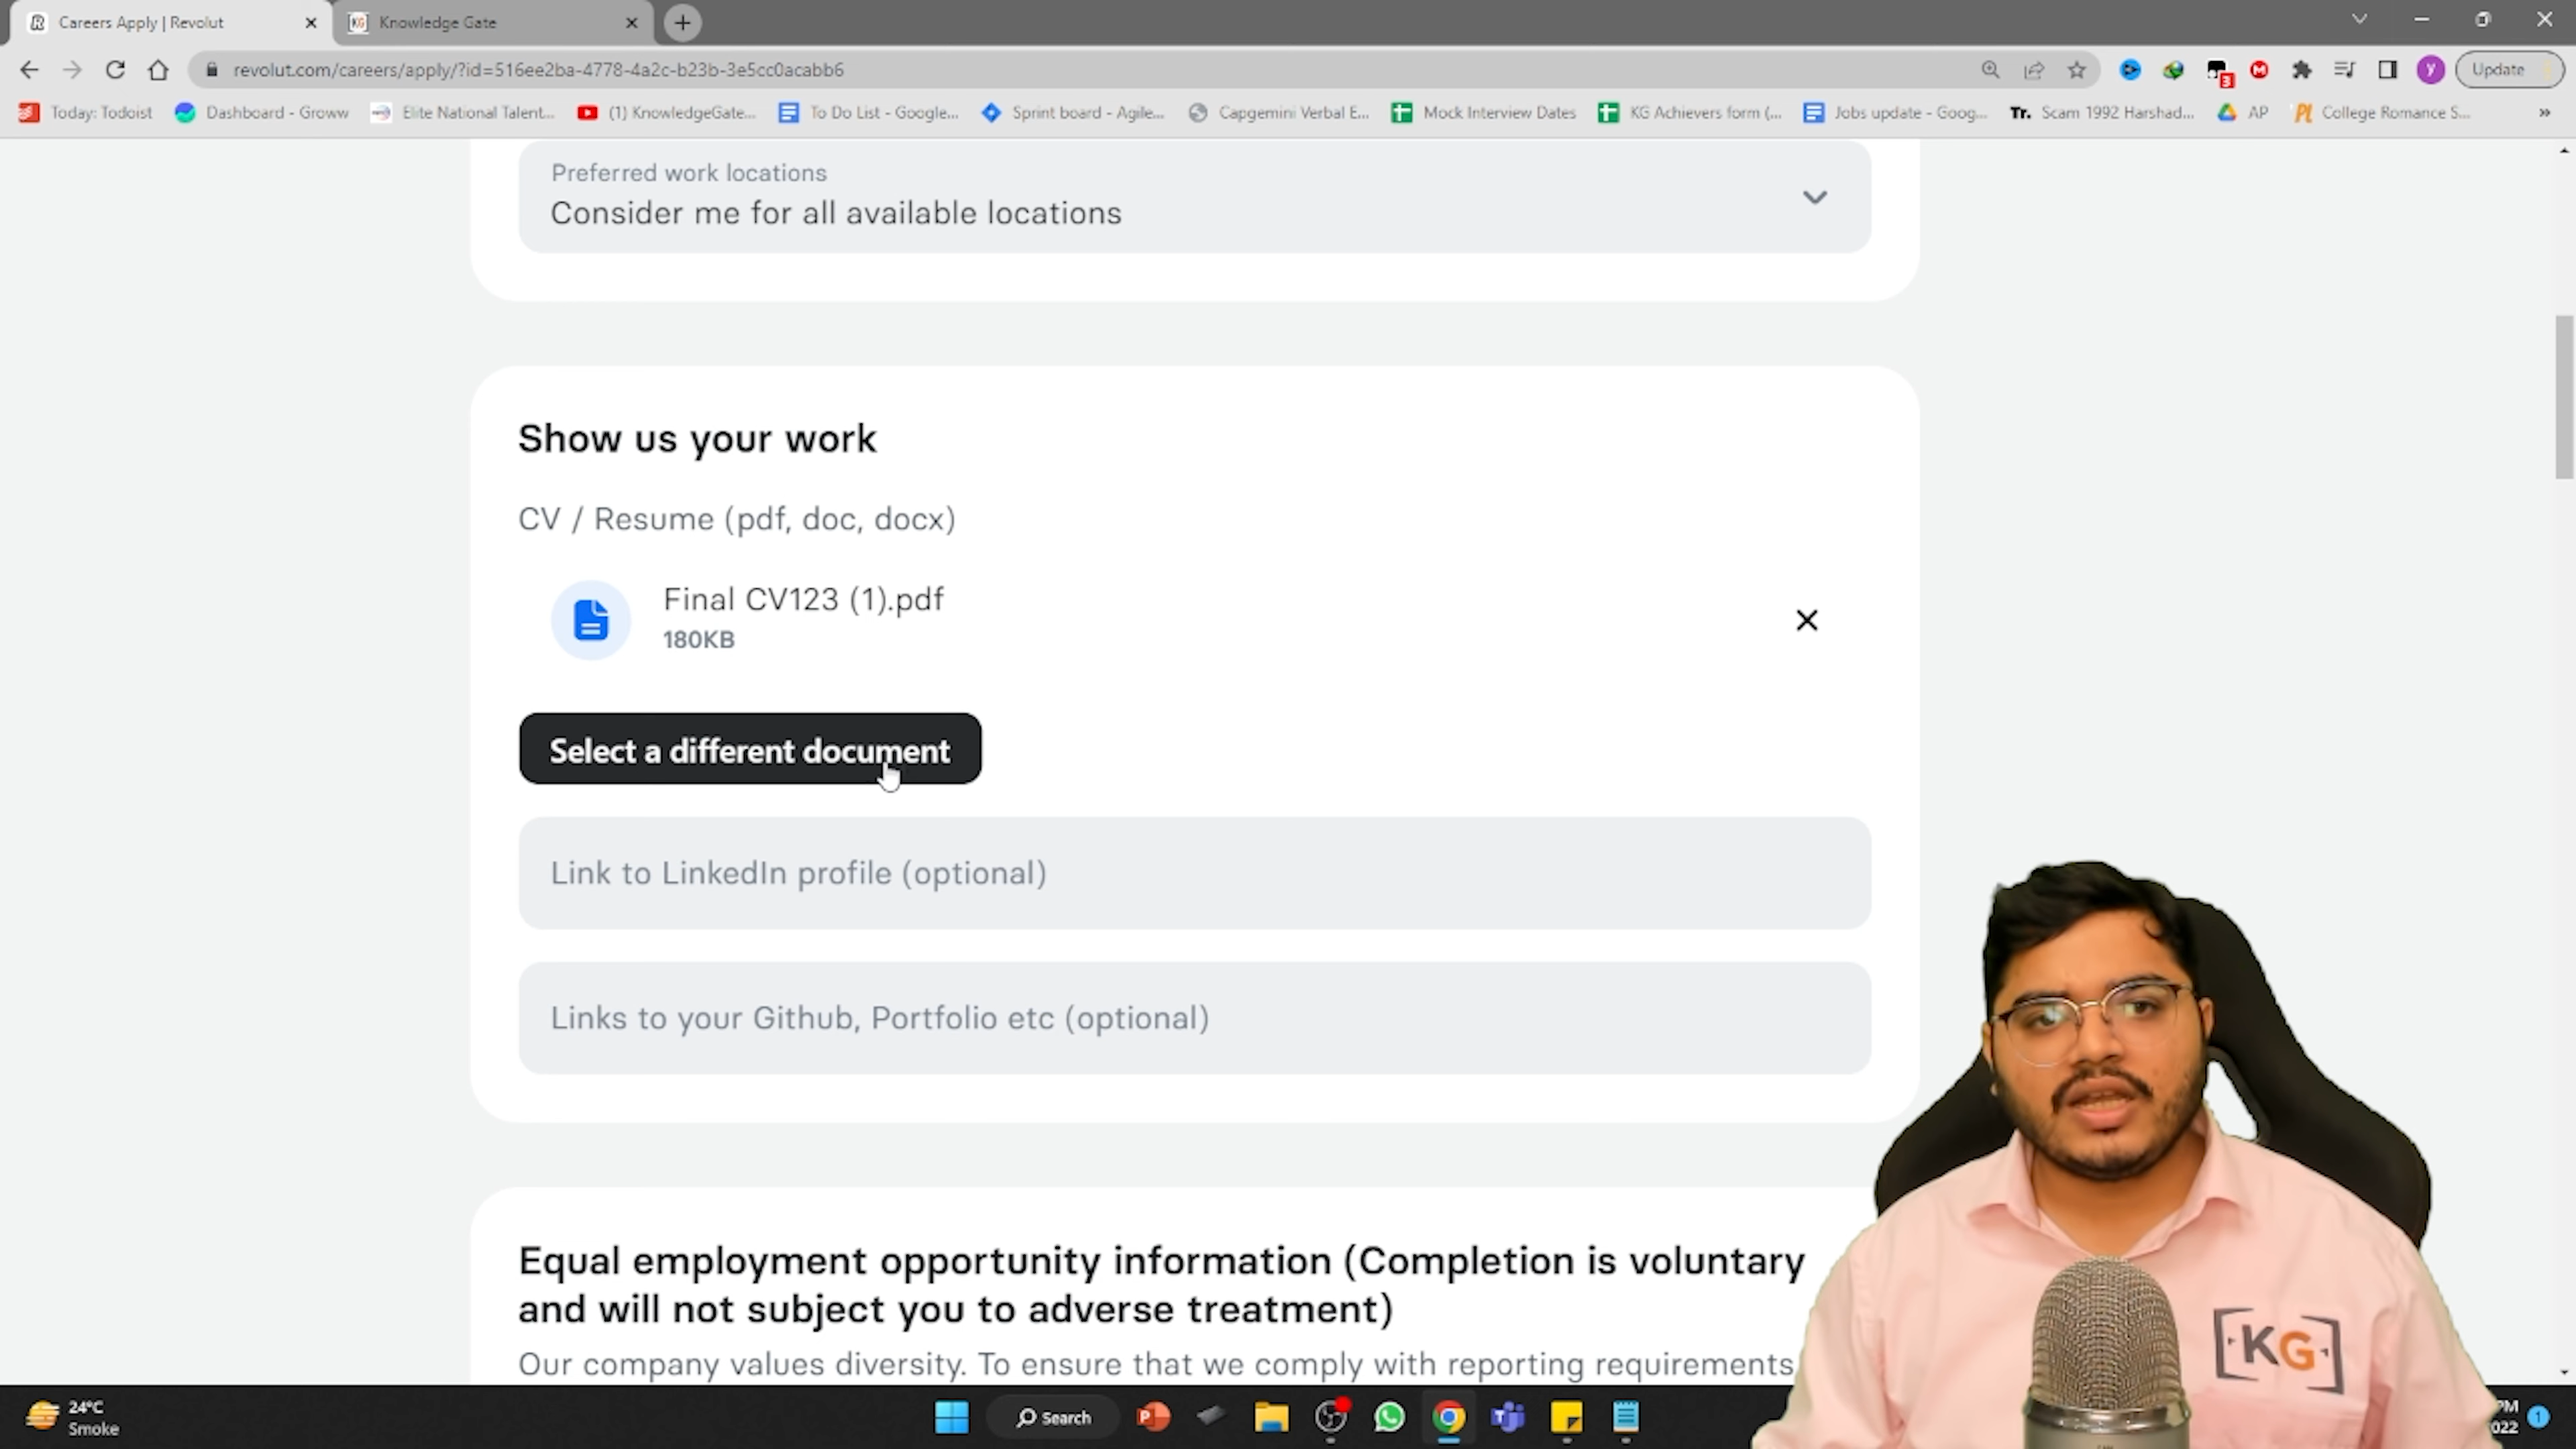 Careers Apply | Revolut
Knowledge Gate
revolut.com/careers/apply/?id=516ee2ba-4778-4a2c-b23b-3e5cc0acabb6
Update
Today: Todoist
Dashboard - Groww
Elite National Talent...
(1) KnowledgeGate...
To Do List - Google...
Sprint board - Agile...
Capgemini Verbal E...
Mock Interview Dates
KG Achievers form (...
Jobs update - Goog...
Tr. Scam 1992 Harshad...
AP
College Romance S...
»
Preferred work locations
Consider me for all available locations
Show us your work
CV / Resume (pdf, doc, docx)
Final CV123 (1).pdf
180KB
Select a different document
Link to LinkedIn profile (optional)
Links to your Github, Portfolio etc (optional)
Equal employment opportunity information (Completion is voluntary
and will not subject you to adverse treatment)
Our company values diversity. To ensure that we comply with reporting requirements
KG
24°C
Smoke
Search
PM
022
1